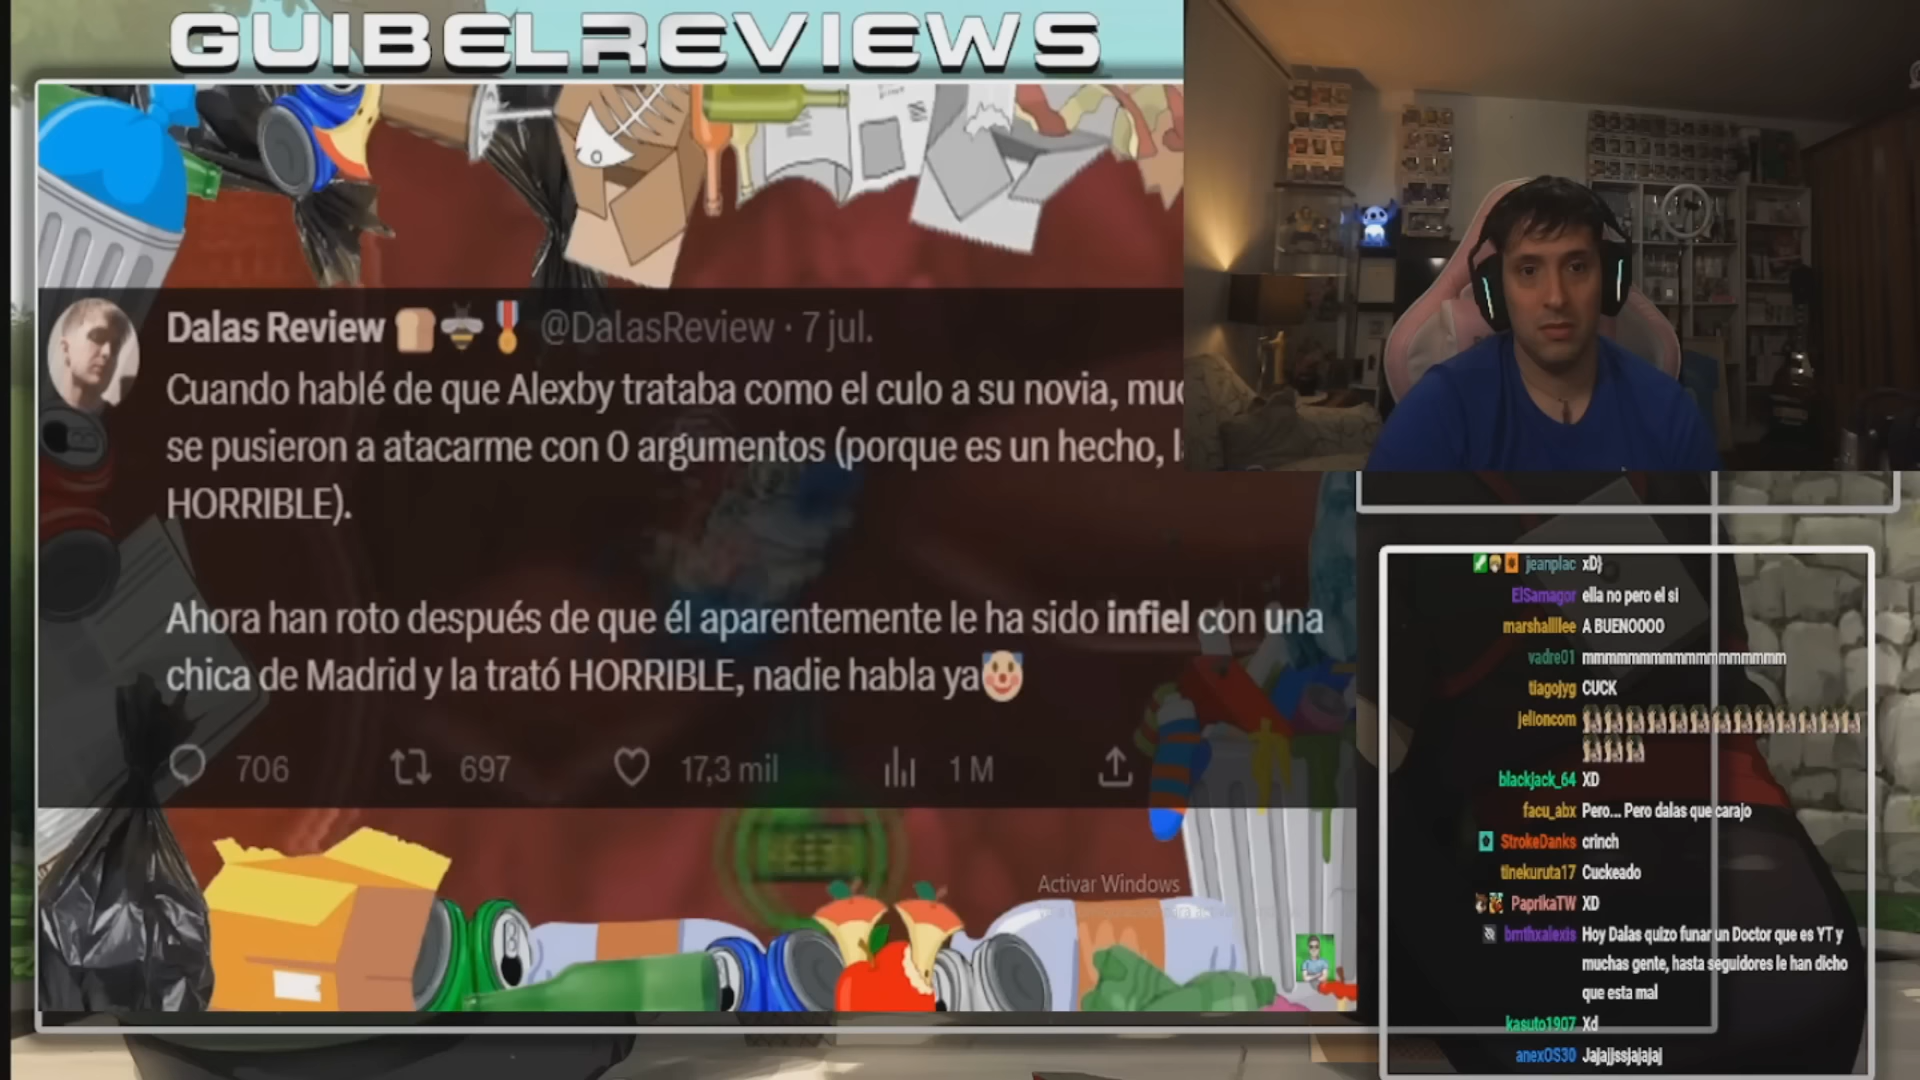 GUIBELREVIEWS
Dalas Review @DalasReview · 7 jul.
Cuando hablé de que Alexby trataba como el culo a su novia,
se pusieron a atacarme con 0 argumentos (porque es un hecho,
HORRIBLE).
Ahora han roto después de que él aparentemente le ha sido infiel con una
chica de Madrid y la trató HORRIBLE, nadie habla ya🤡
706 697 17,3 mil 1 M
Activar Windows
jeanplac xD}
ElSamagor ella no pero el si
marshallllee A BUENOOOO
vadre01 mmmmmmmmmmmmmmmmmm
tiagojyg CUCK
jelioncom
blackjack_64 XD
facu_abx Pero... Pero dalas que carajo
StrokeDanks crinch
tinekuruta17 Cuckeado
PaprikaTW XD
bmthxalexis Hoy Dalas quizo funar un Doctor que es YT y
muchas gente, hasta seguidores le han dicho
que esta mal
kasuto1907 Xd
anexOS30 Jajajjssjajajaj